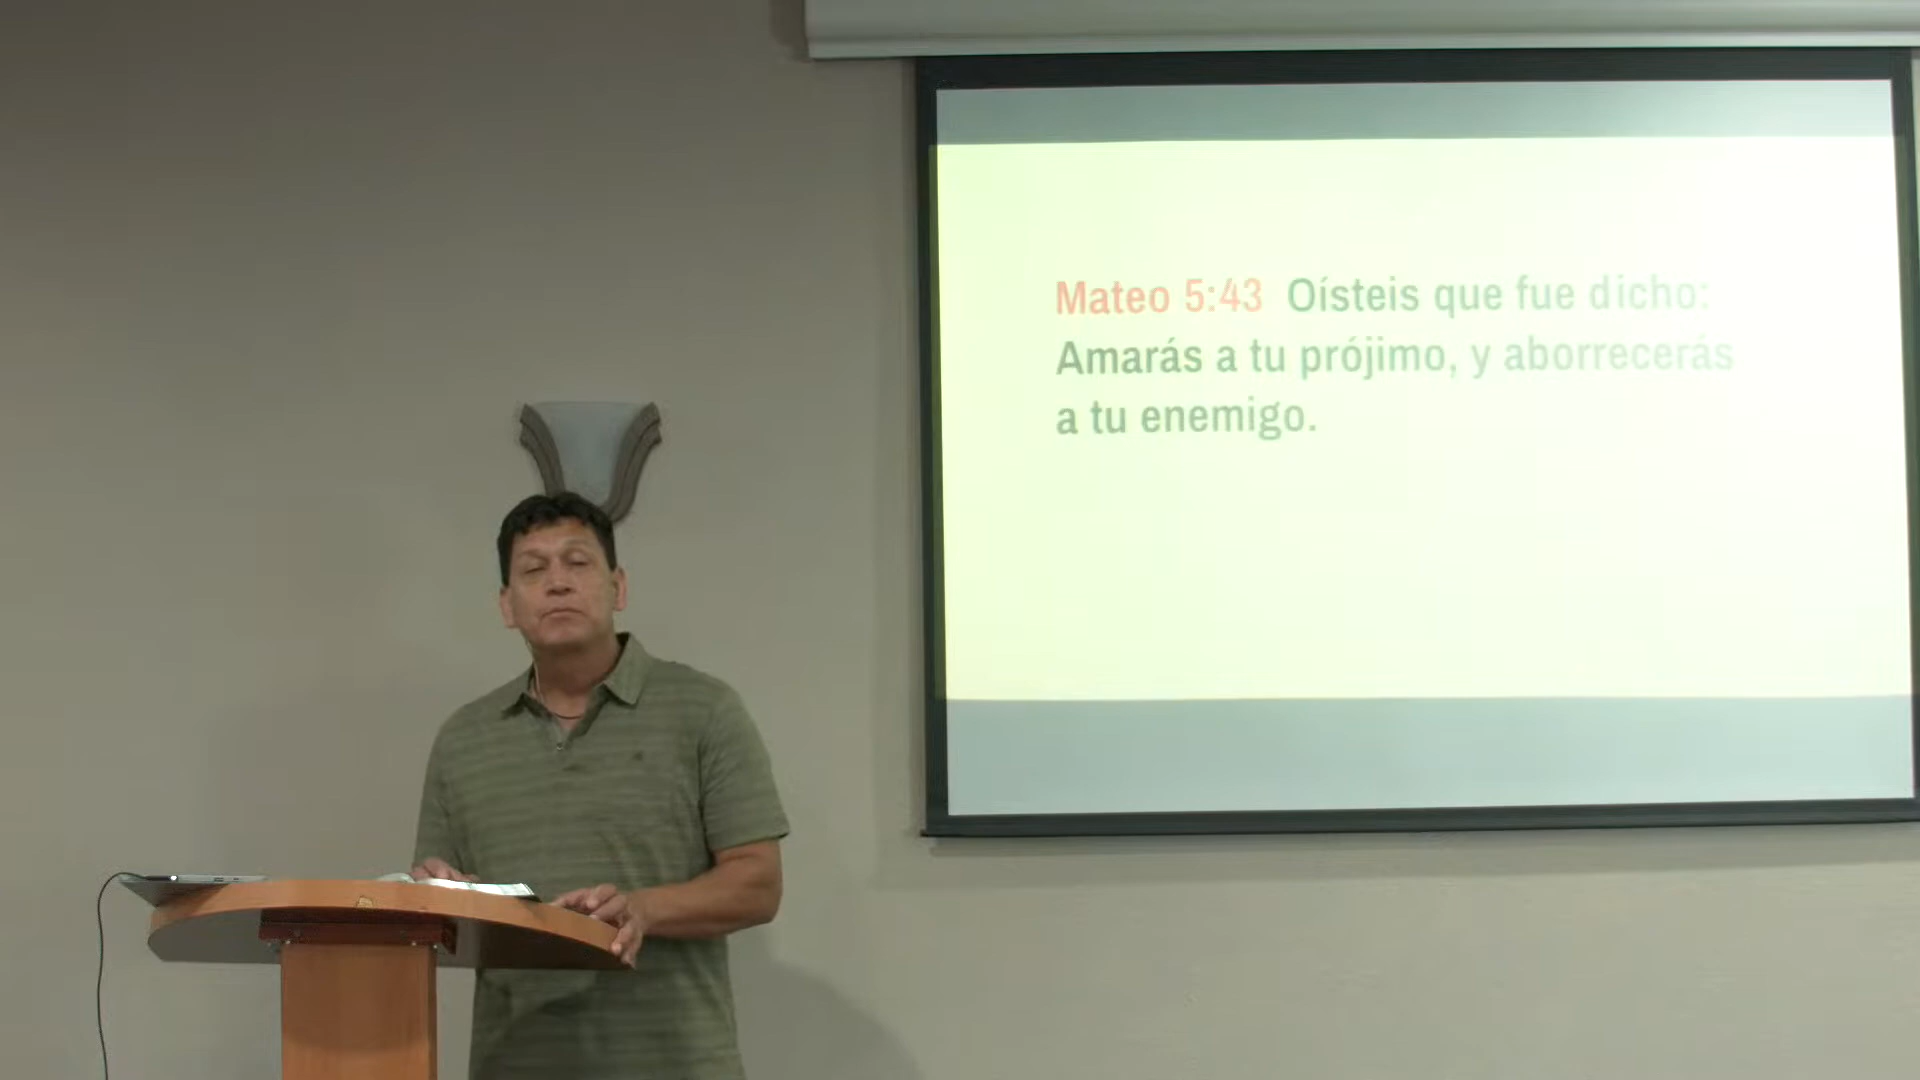 Mateo 5:43 Oísteis que fue dicho:
Amarás a tu prójimo, y aborrecerás
a tu enemigo.